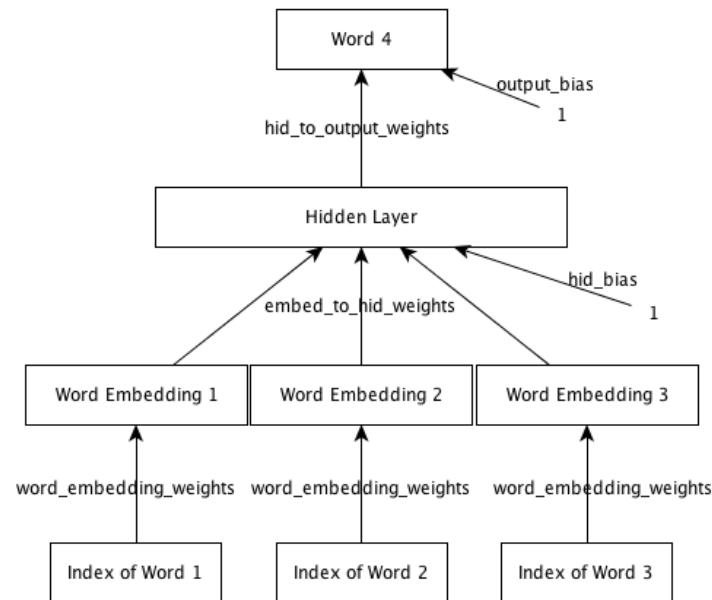 Word 4
output_bias
1
hid_to_output_weights
Hidden Layer
hid_bias
embed_to_hid_weights
1
Word Embedding 1
Word Embedding 2
Word Embedding 3
word_embedding_weights
word_embedding_weights
word_embedding_weights
Index of Word 1
Index of Word 2
Index of Word 3